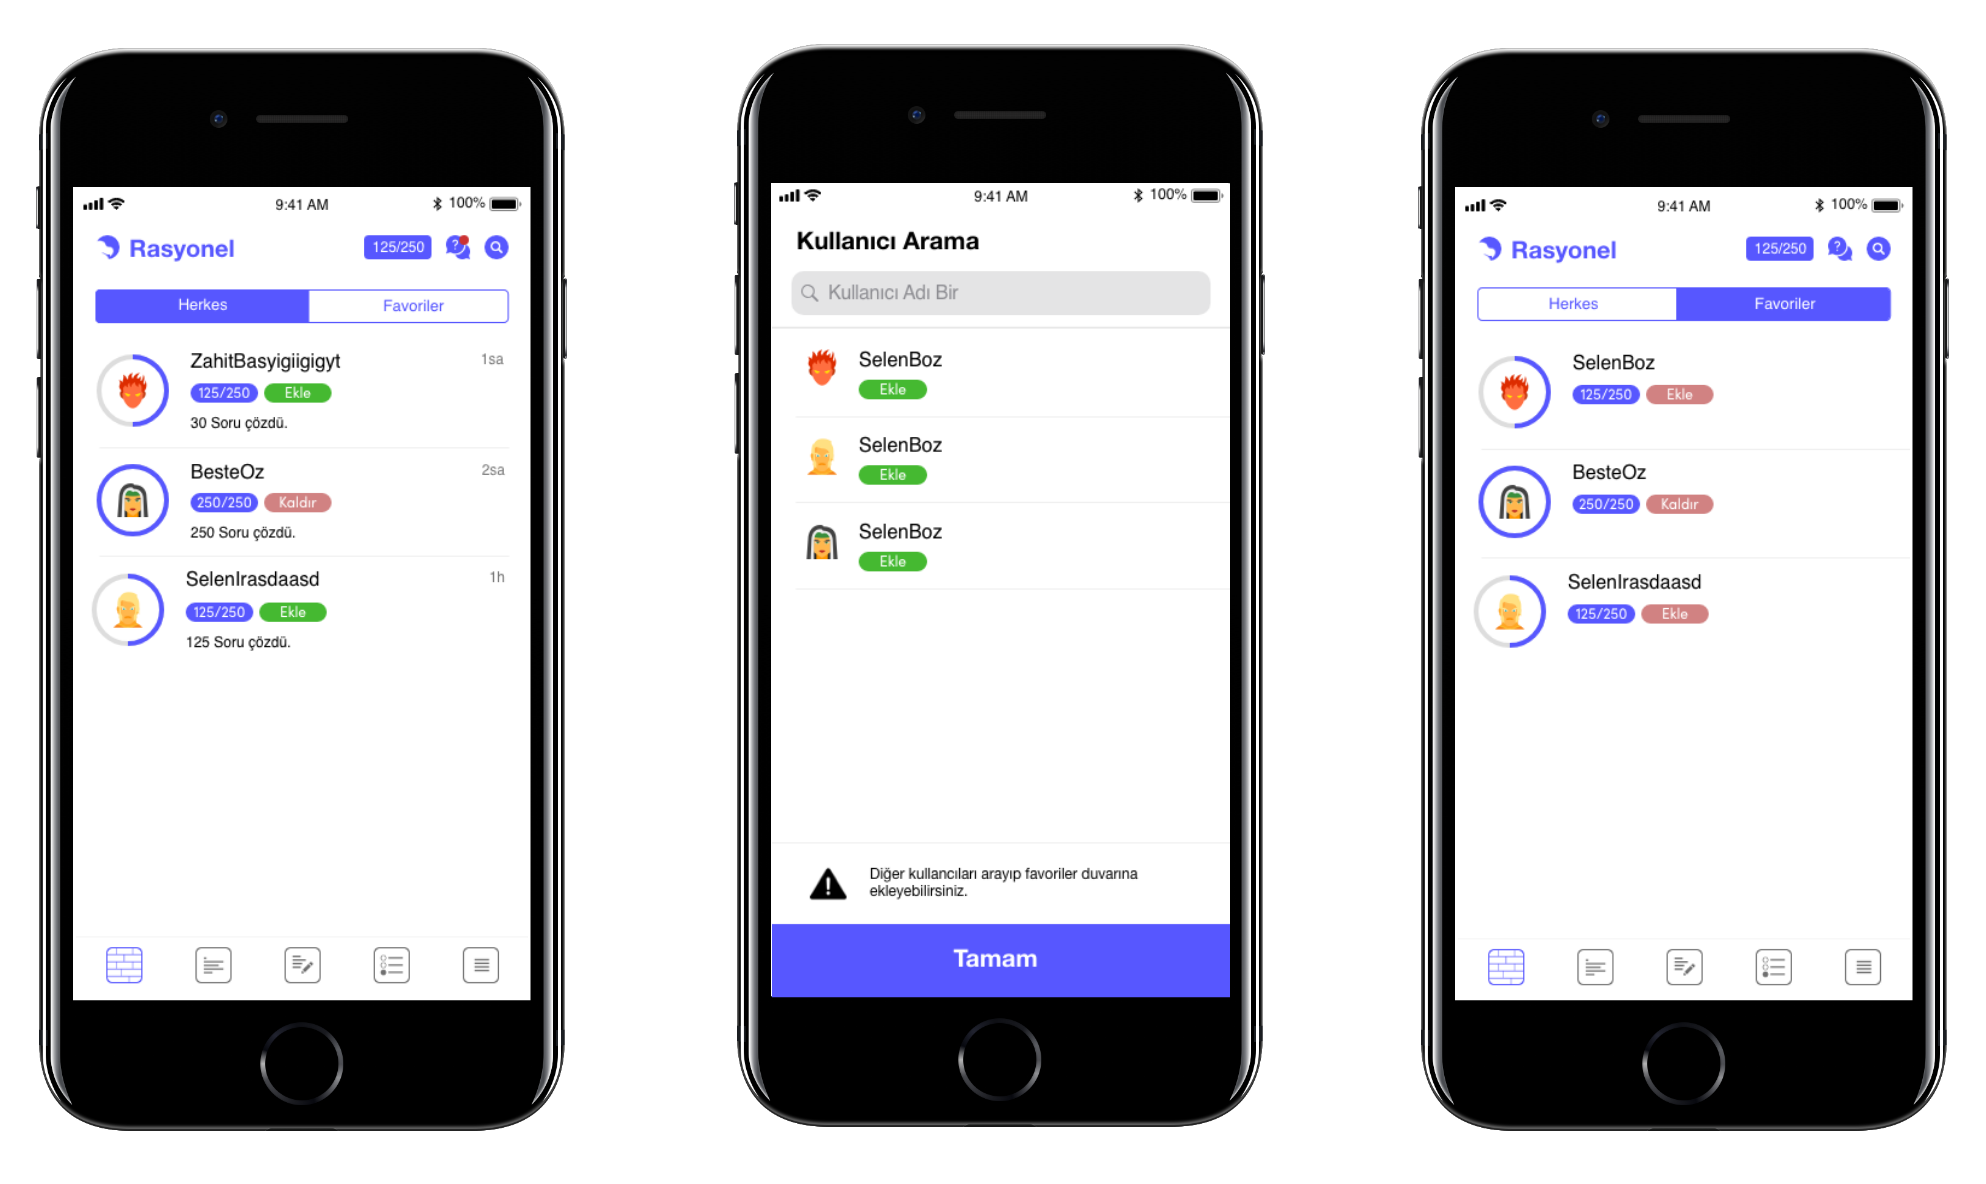 9:41 AM
100%
Rasyonel
125/250
?
Herkes
Favoriler
ZahitBasyigiigigyt
1sa
125/250
Ekle
30 Soru çözdü.
BesteOz
2sa
250/250
Kaldır
250 Soru çözdü.
SelenIrasdaasd
1h
125/250
Ekle
125 Soru çözdü.
9:41 AM
100%
Kullanıcı Arama
Kullanıcı Adı Bir
SelenBoz
Ekle
SelenBoz
Ekle
SelenBoz
Ekle
Diğer kullancıları arayıp favoriler duvarına
ekleyebilirsiniz.
Tamam
9:41 AM
100%
Rasyonel
125/250
?
Herkes
Favoriler
SelenBoz
125/250
Ekle
BesteOz
250/250
Kaldır
SelenIrasdaasd
125/250
Ekle